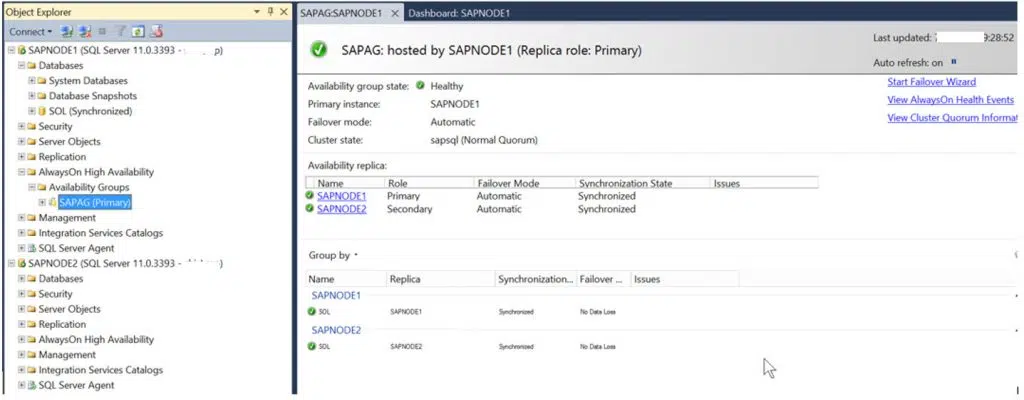 Object Explorer
Connect
SAPNODE1 (SQL Server 11.0.3393 - p)
Databases
System Databases
Database Snapshots
SOL (Synchronized)
Security
Server Objects
Replication
AlwaysOn High Availability
Availability Groups
SAPAG (Primary)
Management
Integration Services Catalogs
SQL Server Agent
SAPNODE2 (SQL Server 11.0.3393 - )
Databases
Security
Server Objects
Replication
AlwaysOn High Availability
Management
Integration Services Catalogs
SQL Server Agent
SAPAG:SAPNODE1 Dashboard: SAPNODE1
SAPAG: hosted by SAPNODE1 (Replica role: Primary)
Last updated: 9:28:52
Auto refresh: on
Start Failover Wizard
View AlwaysOn Health Events
View Cluster Quorum Informat
Availability group state: Healthy
Primary instance: SAPNODE1
Failover mode: Automatic
Cluster state: sapsql (Normal Quorum)
Availability replica:
Name Role Failover Mode Synchronization State Issues
SAPNODE1 Primary Automatic Synchronized
SAPNODE2 Secondary Automatic Synchronized
Group by
Name Replica Synchronization... Failover ... Issues
SAPNODE1
SOL SAPNODE1 Synchronized No Data Loss
SAPNODE2
SOL SAPNODE2 Synchronized No Data Loss